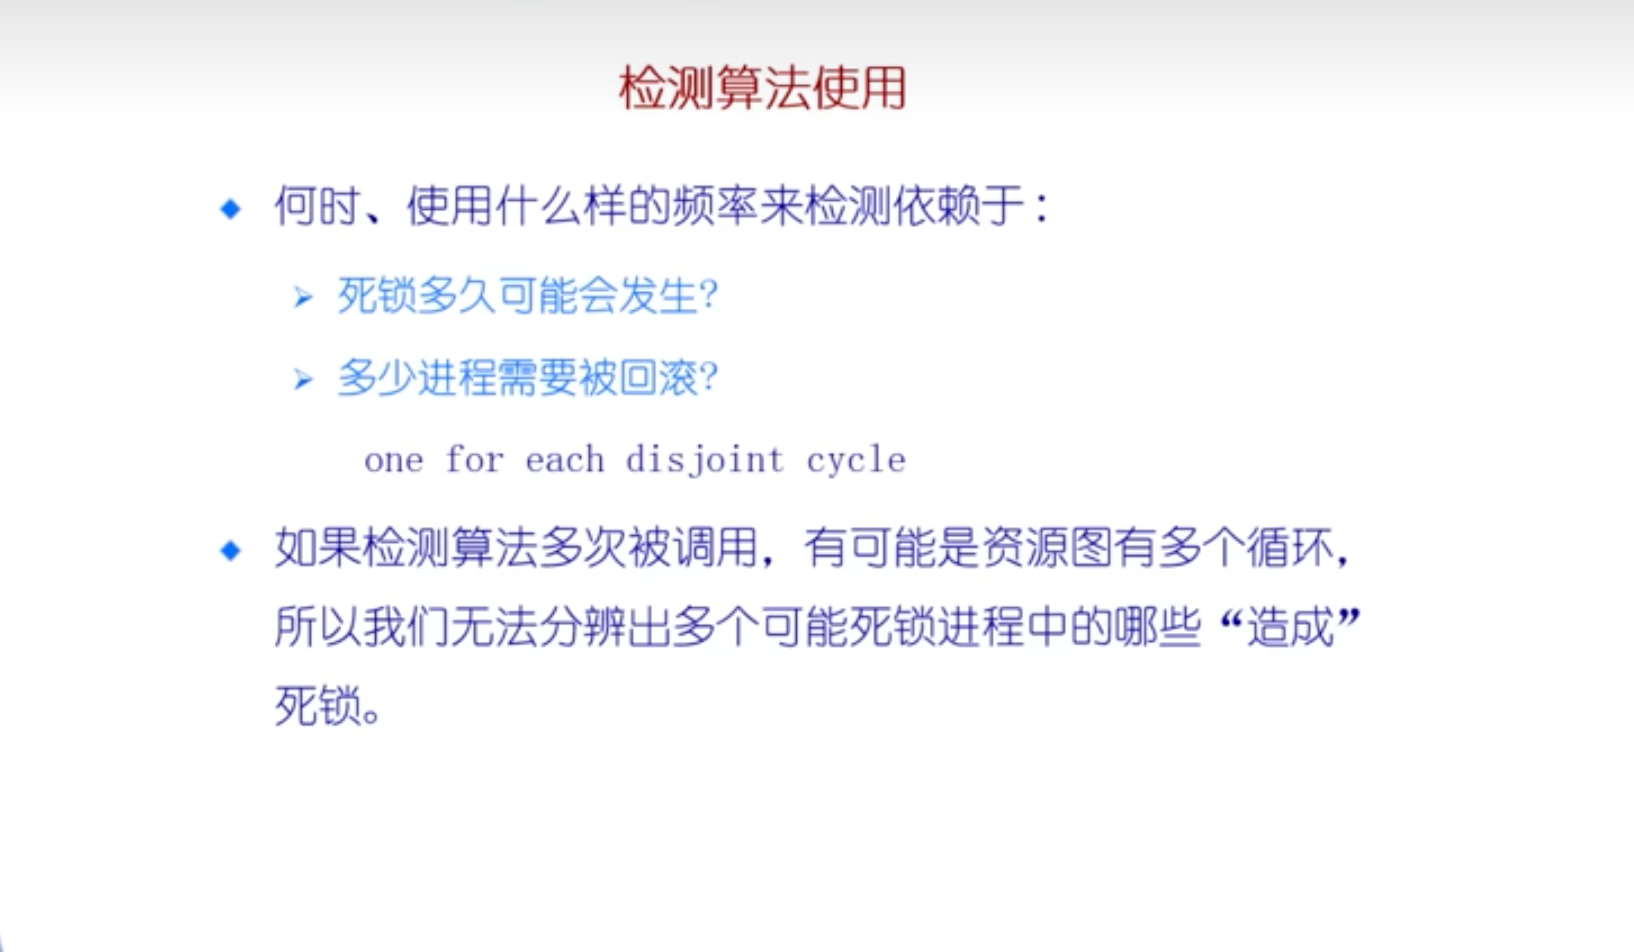 检测算法使用
何时、使用什么样的频率来检测依赖于：
死锁多久可能会发生?
多少进程需要被回滚?
one for each disjoint cycle
如果检测算法多次被调用，有可能是资源图有多个循环，
所以我们无法分辨出多个可能死锁进程中的哪些“造成”
死锁。